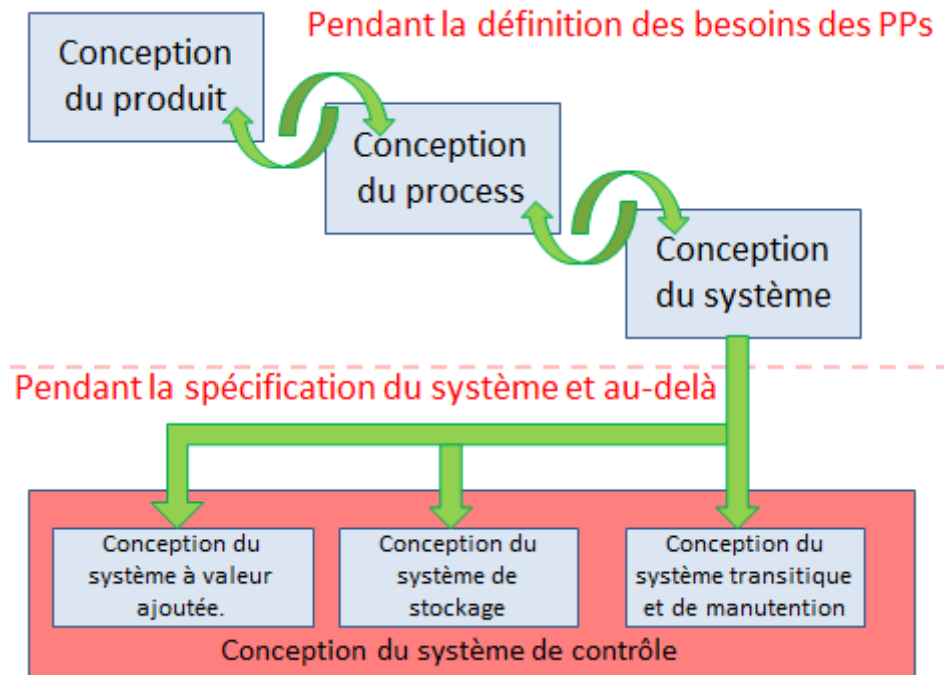 Pendant la définition des besoins des PPs
Conception
du produit
Conception
du process
Conception
du système
Pendant la spécification du système et au-delà
Conception du
système à valeur
ajoutée.
Conception du
système de
stockage
Conception du
système transitique
et de manutention
Conception du système de contrôle